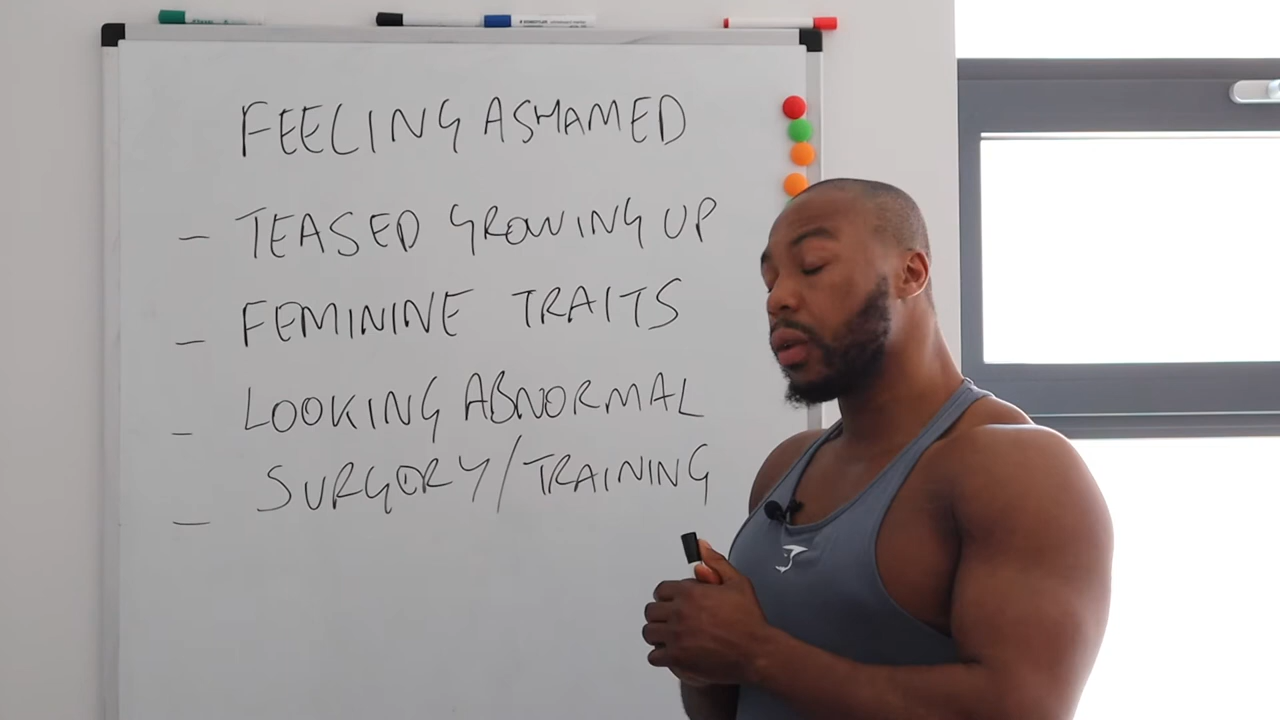 FEELING ASHAMED
– TEASED GROWING UP
– FEMININE TRAITS
– LOOKING ABNORMAL
– SURGERY/TRAINING